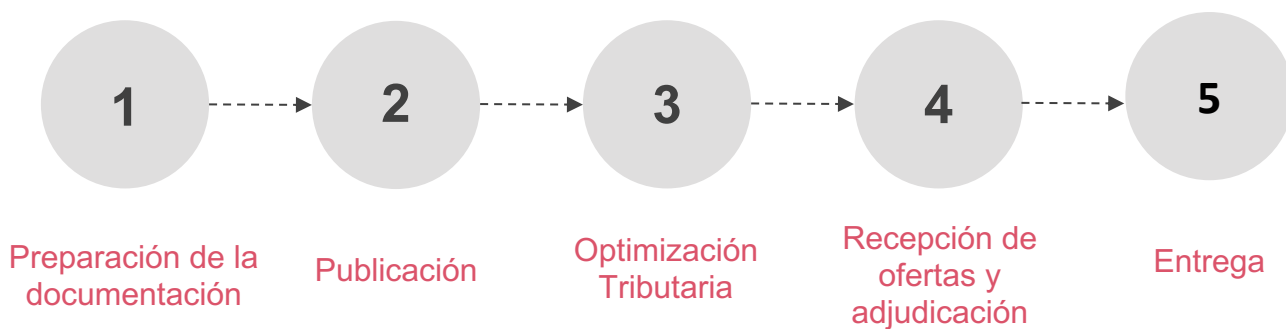 1
2
3
4
5
Preparación de la
documentación
Publicación
Optimización
Tributaria
Recepción de
ofertas y
adjudicación
Entrega